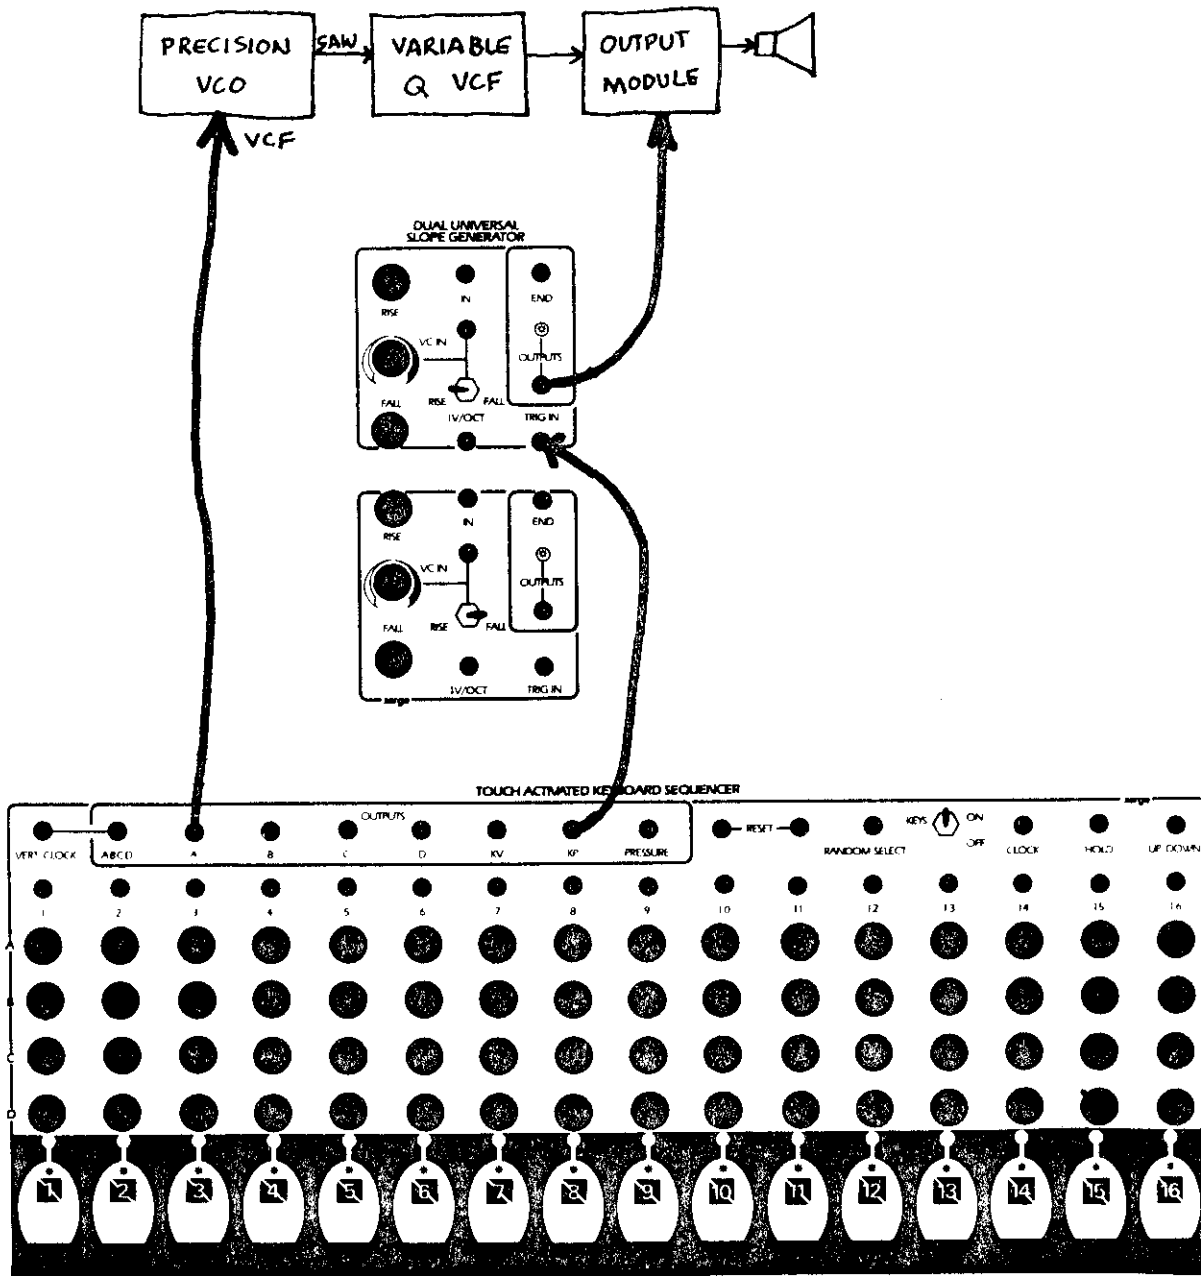 PRECISION VCO
SAW
VARIABLE Q VCF
OUTPUT MODULE
VCF
DUAL UNIVERSAL
SLOPE GENERATOR
RISE
IN
END
VC IN
OUTPUTS
FALL
RISE
FALL
1V/OCT
TRIG IN
RISE
IN
END
VC IN
OUTPUTS
FALL
RISE
FALL
1V/OCT
TRIG IN
serge
TOUCH ACTIVATED KEYBOARD SEQUENCER
serge
OUTPUTS
RESET
KEYS
ON
OFF
VERT CLOCK
ABCD
A
B
C
D
KV
KP
PRESSURE
RANDOM SELECT
CLOCK
HOLD
UP DOWN
1 2 3 4 5 6 7 8 9 10 11 12 13 14 15 16
A
B
C
D
1 2 3 4 5 6 7 8 9 10 11 12 13 14 15 16